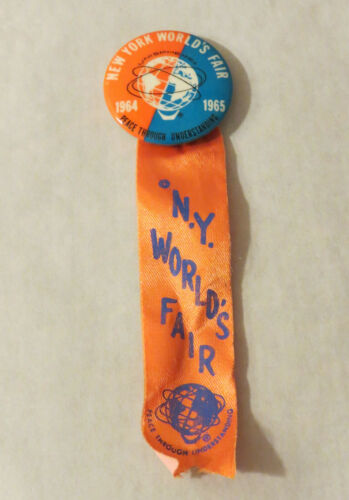 NEW YORK WORLD'S FAIR
1964 1965
PEACE THROUGH UNDERSTANDING
N.Y.
WORLD'S
FAIR
PEACE THROUGH UNDERSTANDING
®